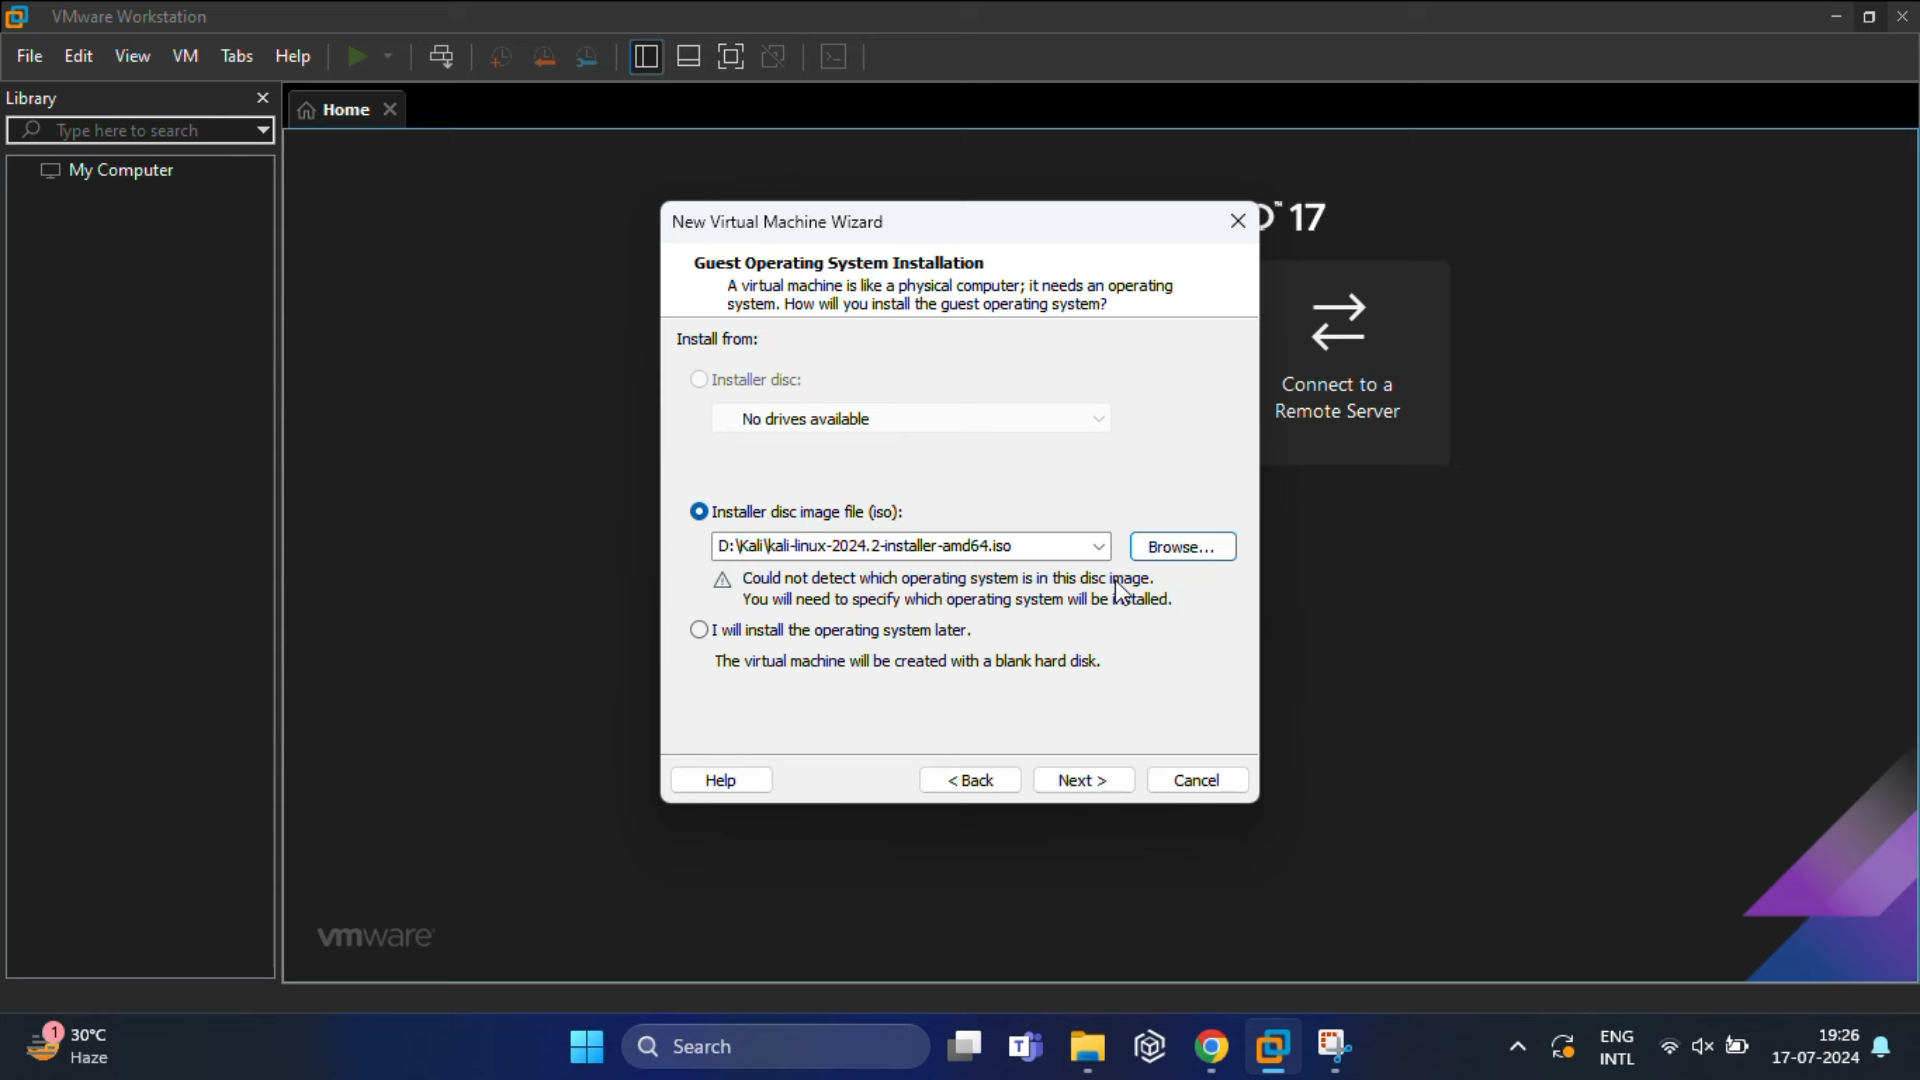 VMware Workstation
File Edit View VM Tabs Help
Library
Home
Type here to search
My Computer
™ 17
New Virtual Machine Wizard
Guest Operating System Installation
A virtual machine is like a physical computer; it needs an operating
system. How will you install the guest operating system?
Install from:
Installer disc:
No drives available
Connect to a
Remote Server
Installer disc image file (iso):
D:\Kali\kali-linux-2024.2-installer-amd64.iso
Browse...
Could not detect which operating system is in this disc image.
You will need to specify which operating system will be installed.
I will install the operating system later.
The virtual machine will be created with a blank hard disk.
Help
< Back
Next >
Cancel
vmware
1
30°C
Haze
Search
ENG
INTL
19:26
17-07-2024